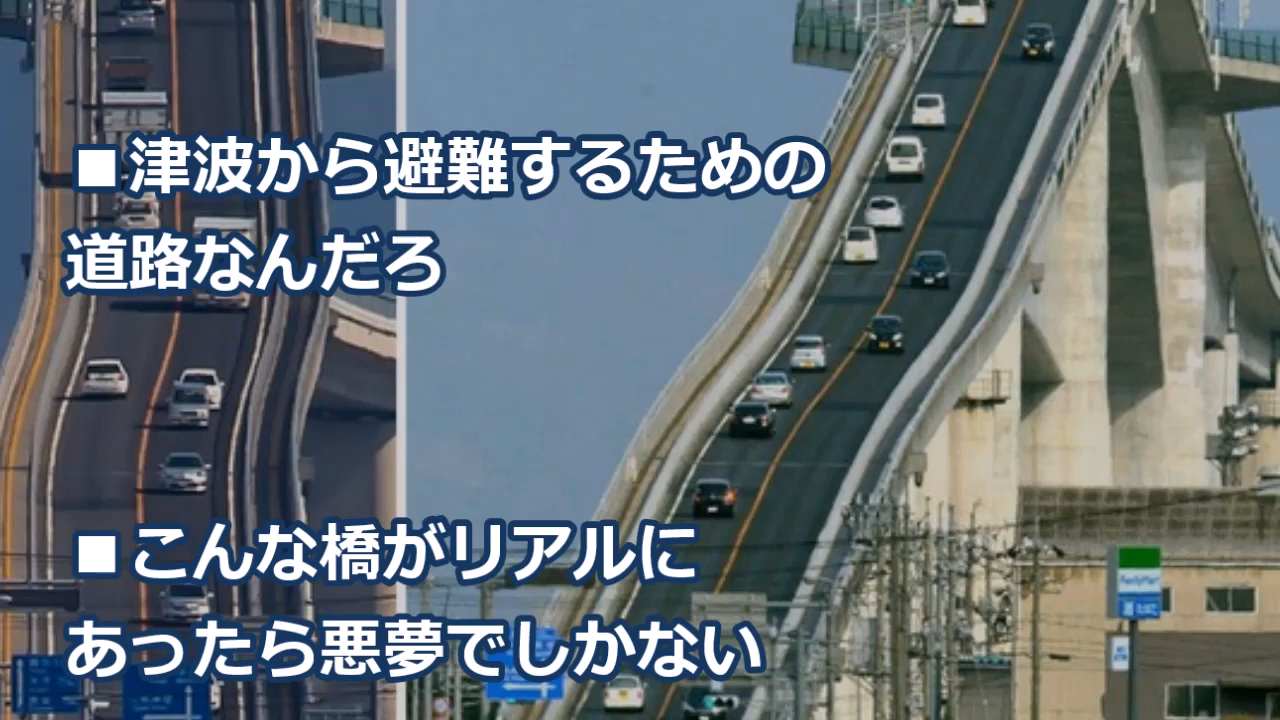 ■津波から避難するための
道路なんだろ
■こんな橋がリアルに
あったら悪夢でしかない
FamilyMart